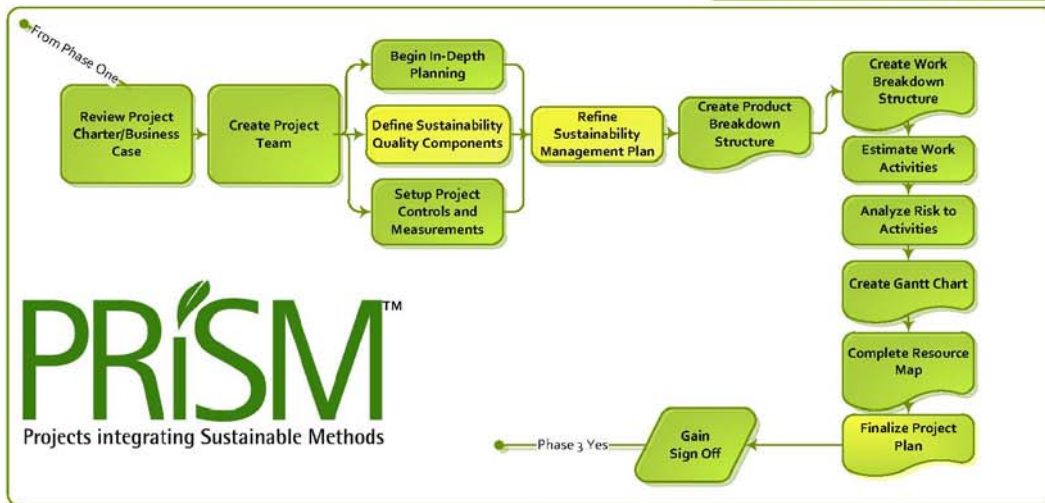 From Phase One
Review Project
Charter/Business
Case
Create Project
Team
Begin In-Depth
Planning
Define Sustainability
Quality Components
Setup Project
Controls and
Measurements
Refine
Sustainability
Management Plan
Create Product
Breakdown
Structure
Create Work
Breakdown
Structure
Estimate Work
Activities
Analyze Risk to
Activities
Create Gantt Chart
Complete Resource
Map
Finalize Project
Plan
Gain
Sign Off
Phase 3 Yes
PRiSM™
Projects integrating Sustainable Methods